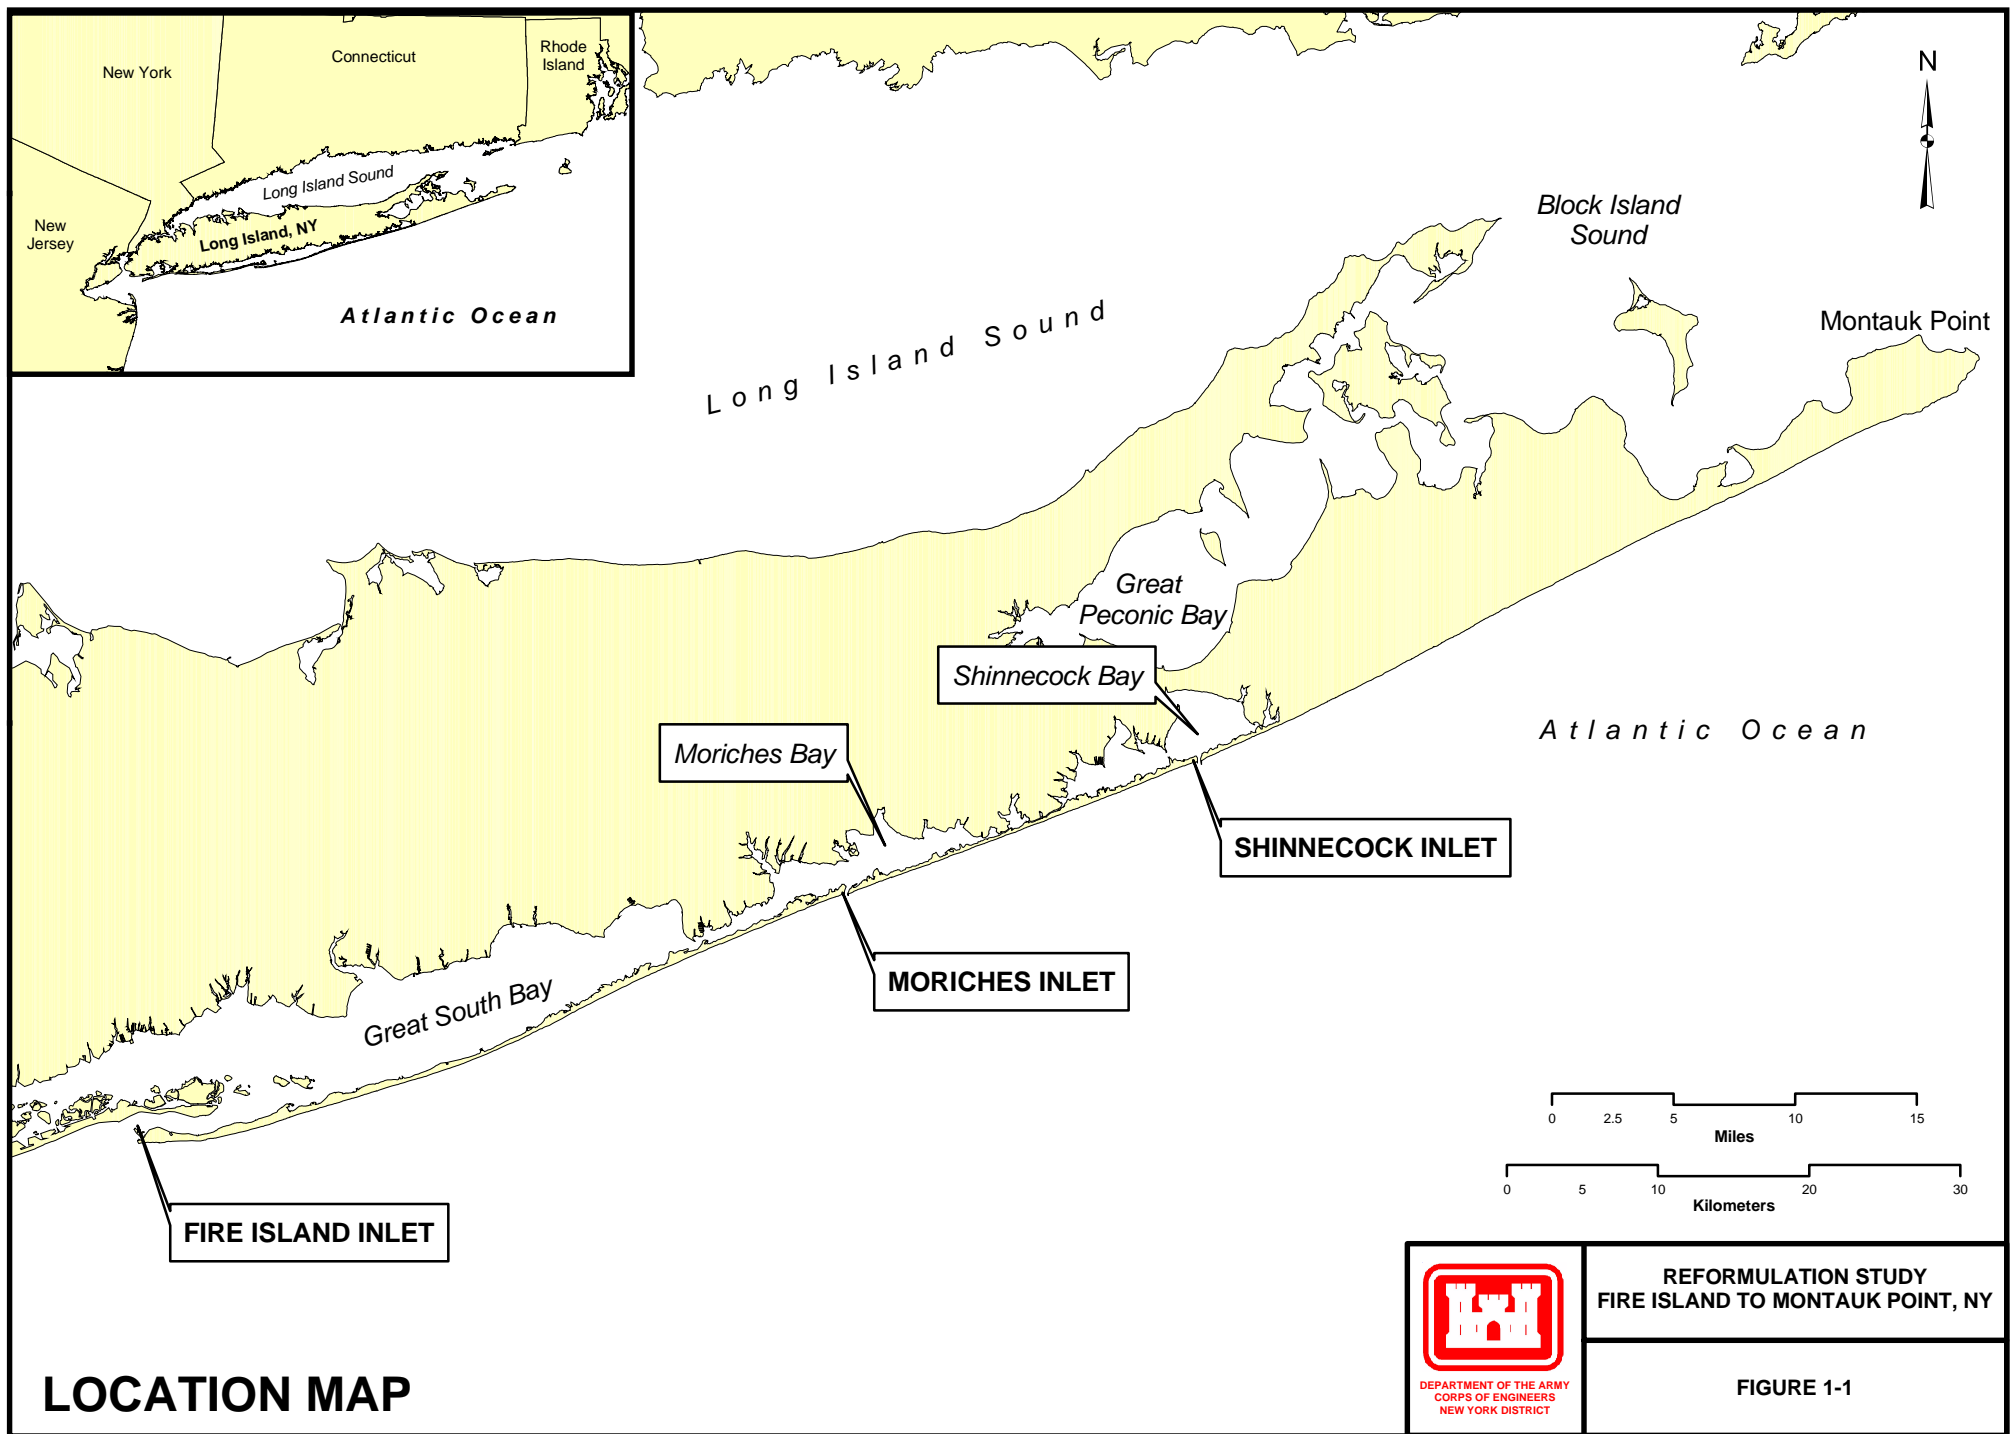 New York
Connecticut
Rhode
Island
Long Island Sound
New
Jersey
Long Island, NY
Atlantic Ocean
N
Block Island
Sound
Montauk Point
Long Island Sound
Great
Peconic Bay
Shinnecock Bay
Moriches Bay
Atlantic Ocean
SHINNECOCK INLET
MORICHES INLET
Great South Bay
FIRE ISLAND INLET
0 2.5 5 10 15
Miles
0 5 10 20 30
Kilometers
REFORMULATION STUDY
FIRE ISLAND TO MONTAUK POINT, NY
DEPARTMENT OF THE ARMY
CORPS OF ENGINEERS
NEW YORK DISTRICT
FIGURE 1-1
LOCATION MAP